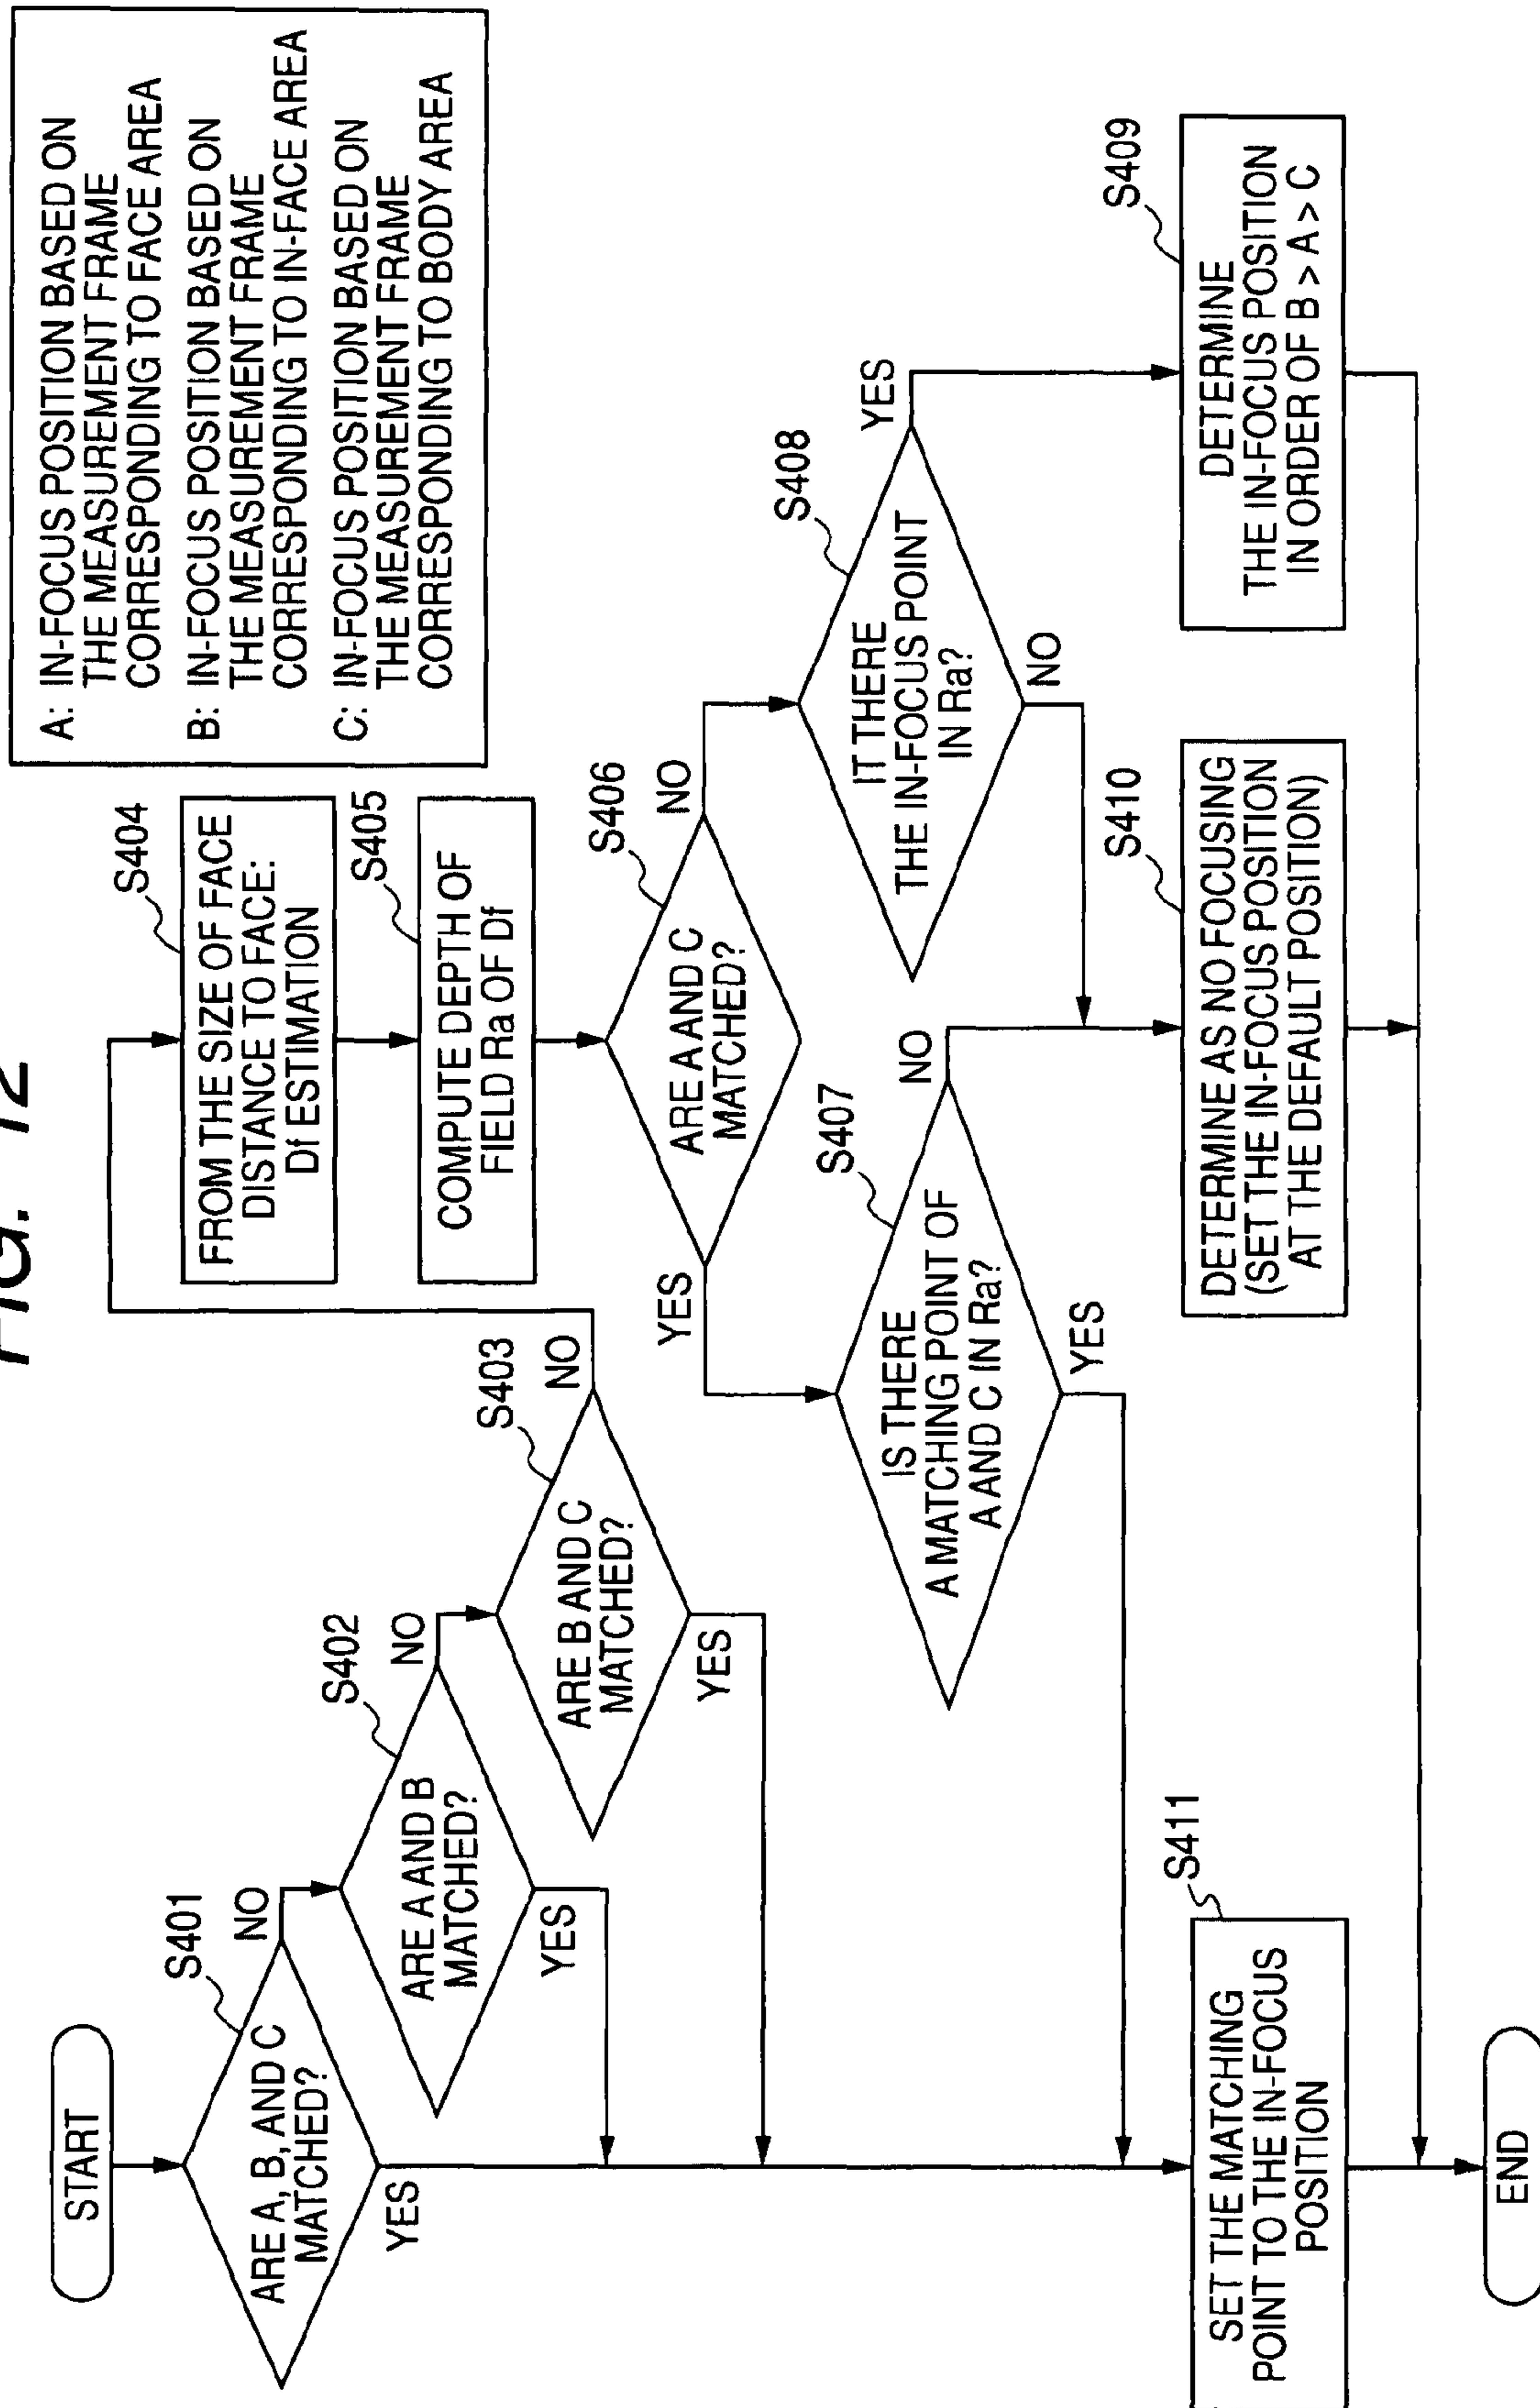 FIG. 12
START
S401
ARE A, B, AND C
MATCHED?
YES
NO
S402
ARE A AND B
MATCHED?
YES
NO
S403
ARE B AND C
MATCHED?
YES
NO
S404
FROM THE SIZE OF FACE
DISTANCE TO FACE:
Df ESTIMATION
S405
COMPUTE DEPTH OF
FIELD Ra OF Df
S406
ARE A AND C
MATCHED?
YES
NO
S407
IS THERE
A MATCHING POINT OF
A AND C IN Ra?
NO
YES
S408
IT THERE
THE IN-FOCUS POINT
IN Ra?
YES
NO
S409
DETERMINE
THE IN-FOCUS POSITION
IN ORDER OF B > A > C
S410
DETERMINE AS NO FOCUSING
(SET THE IN-FOCUS POSITION
AT THE DEFAULT POSITION)
S411
SET THE MATCHING
POINT TO THE IN-FOCUS
POSITION
END
A: IN-FOCUS POSITION BASED ON
THE MEASUREMENT FRAME
CORRESPONDING TO FACE AREA
B: IN-FOCUS POSITION BASED ON
THE MEASUREMENT FRAME
CORRESPONDING TO IN-FACE AREA
C: IN-FOCUS POSITION BASED ON
THE MEASUREMENT FRAME
CORRESPONDING TO BODY AREA